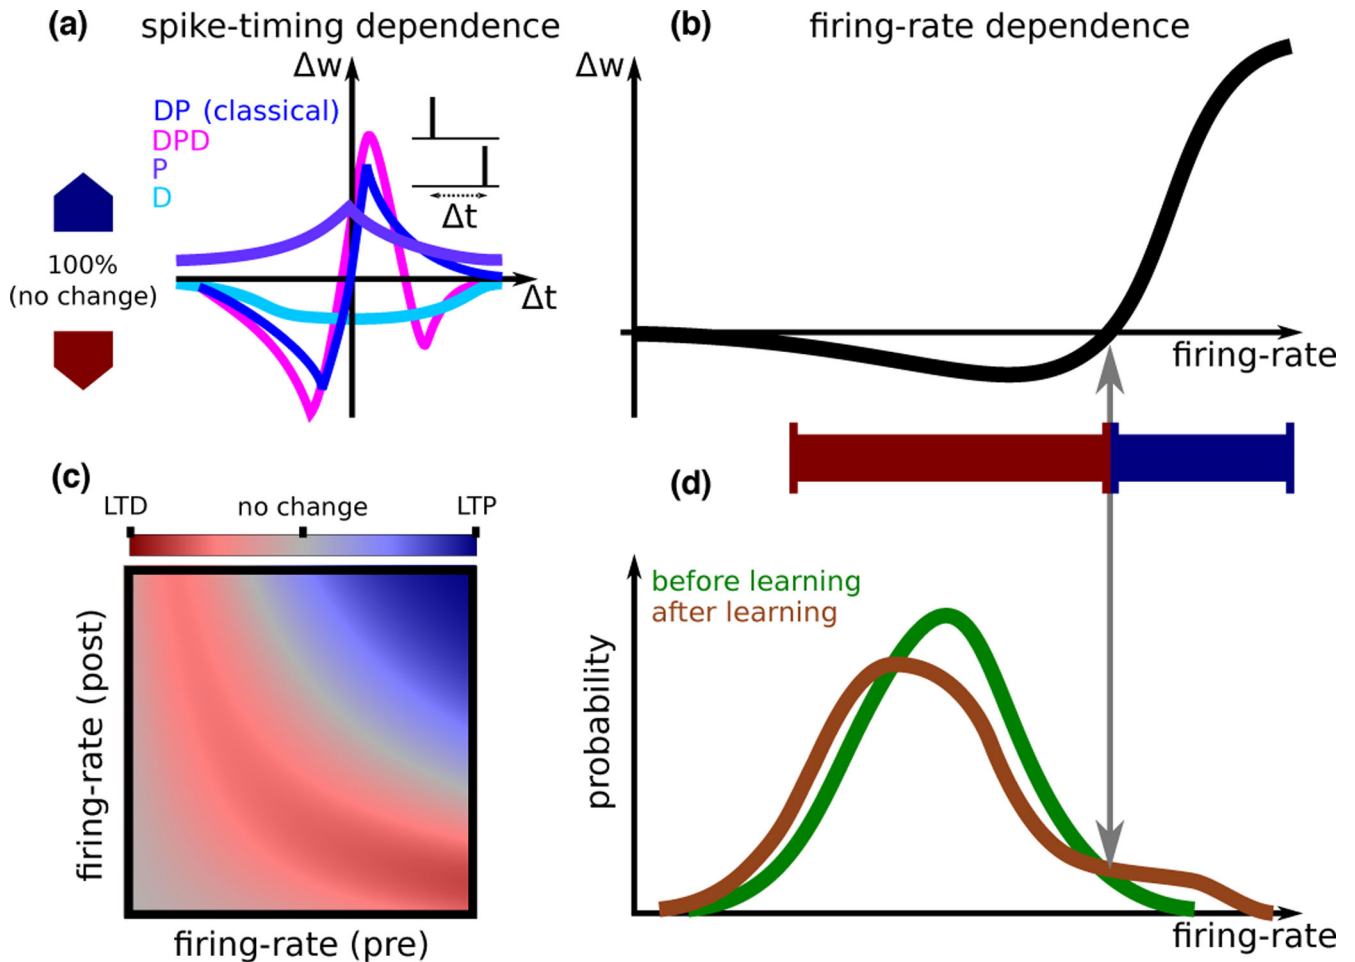 (a) spike-timing dependence
Δw
DP (classical)
DPD
P
D
Δt
100%
(no change)
Δt
(b) firing-rate dependence
Δw
firing-rate
(c)
LTD no change LTP
firing-rate (post)
firing-rate (pre)
(d)
before learning
after learning
probability
firing-rate